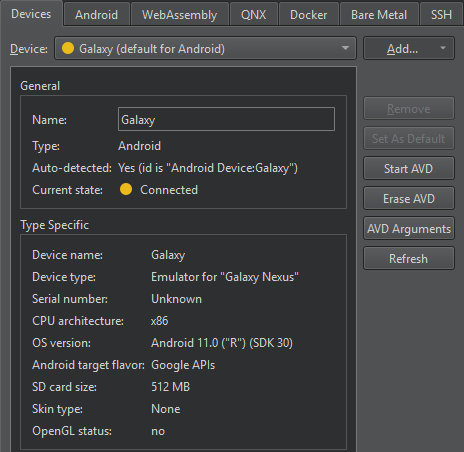 Devices Android WebAssembly QNX Docker Bare Metal SSH
Device: Galaxy (default for Android) Add...
General
Name: Galaxy
Remove
Type: Android
Set As Default
Auto-detected: Yes (id is "Android Device:Galaxy")
Start AVD
Current state: Connected
Erase AVD
Type Specific
AVD Arguments
Device name: Galaxy
Refresh
Device type: Emulator for "Galaxy Nexus"
Serial number: Unknown
CPU architecture: x86
OS version: Android 11.0 ("R") (SDK 30)
Android target flavor: Google APIs
SD card size: 512 MB
Skin type: None
OpenGL status: no